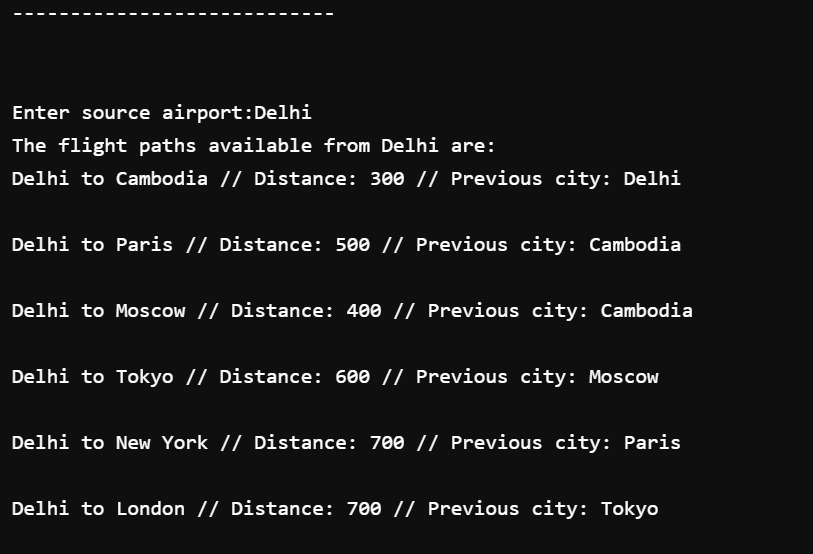 ----------------------------
Enter source airport:Delhi
The flight paths available from Delhi are:
Delhi to Cambodia // Distance: 300 // Previous city: Delhi
Delhi to Paris // Distance: 500 // Previous city: Cambodia
Delhi to Moscow // Distance: 400 // Previous city: Cambodia
Delhi to Tokyo // Distance: 600 // Previous city: Moscow
Delhi to New York // Distance: 700 // Previous city: Paris
Delhi to London // Distance: 700 // Previous city: Tokyo